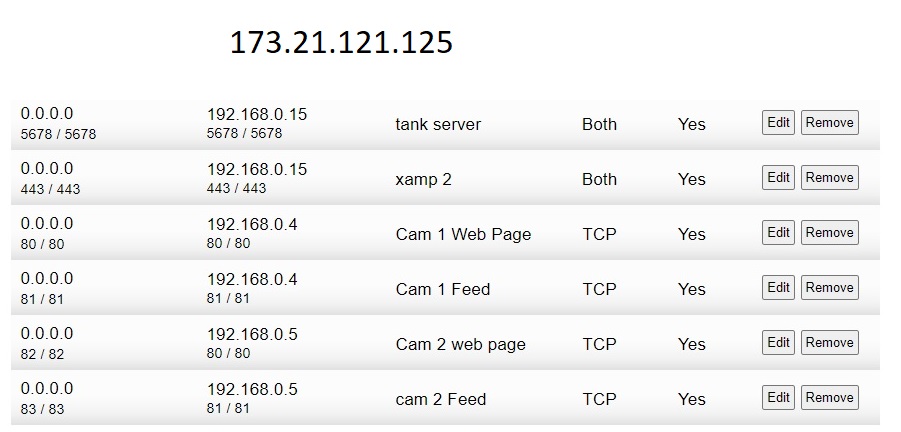 173.21.121.125
0.0.0.0 192.168.0.15
5678 / 5678 5678 / 5678 tank server Both Yes Edit Remove
0.0.0.0 192.168.0.15
443 / 443 443 / 443 xamp 2 Both Yes Edit Remove
0.0.0.0 192.168.0.4
80 / 80 80 / 80 Cam 1 Web Page TCP Yes Edit Remove
0.0.0.0 192.168.0.4
81 / 81 81 / 81 Cam 1 Feed TCP Yes Edit Remove
0.0.0.0 192.168.0.5
82 / 82 80 / 80 Cam 2 web page TCP Yes Edit Remove
0.0.0.0 192.168.0.5
83 / 83 81 / 81 cam 2 Feed TCP Yes Edit Remove